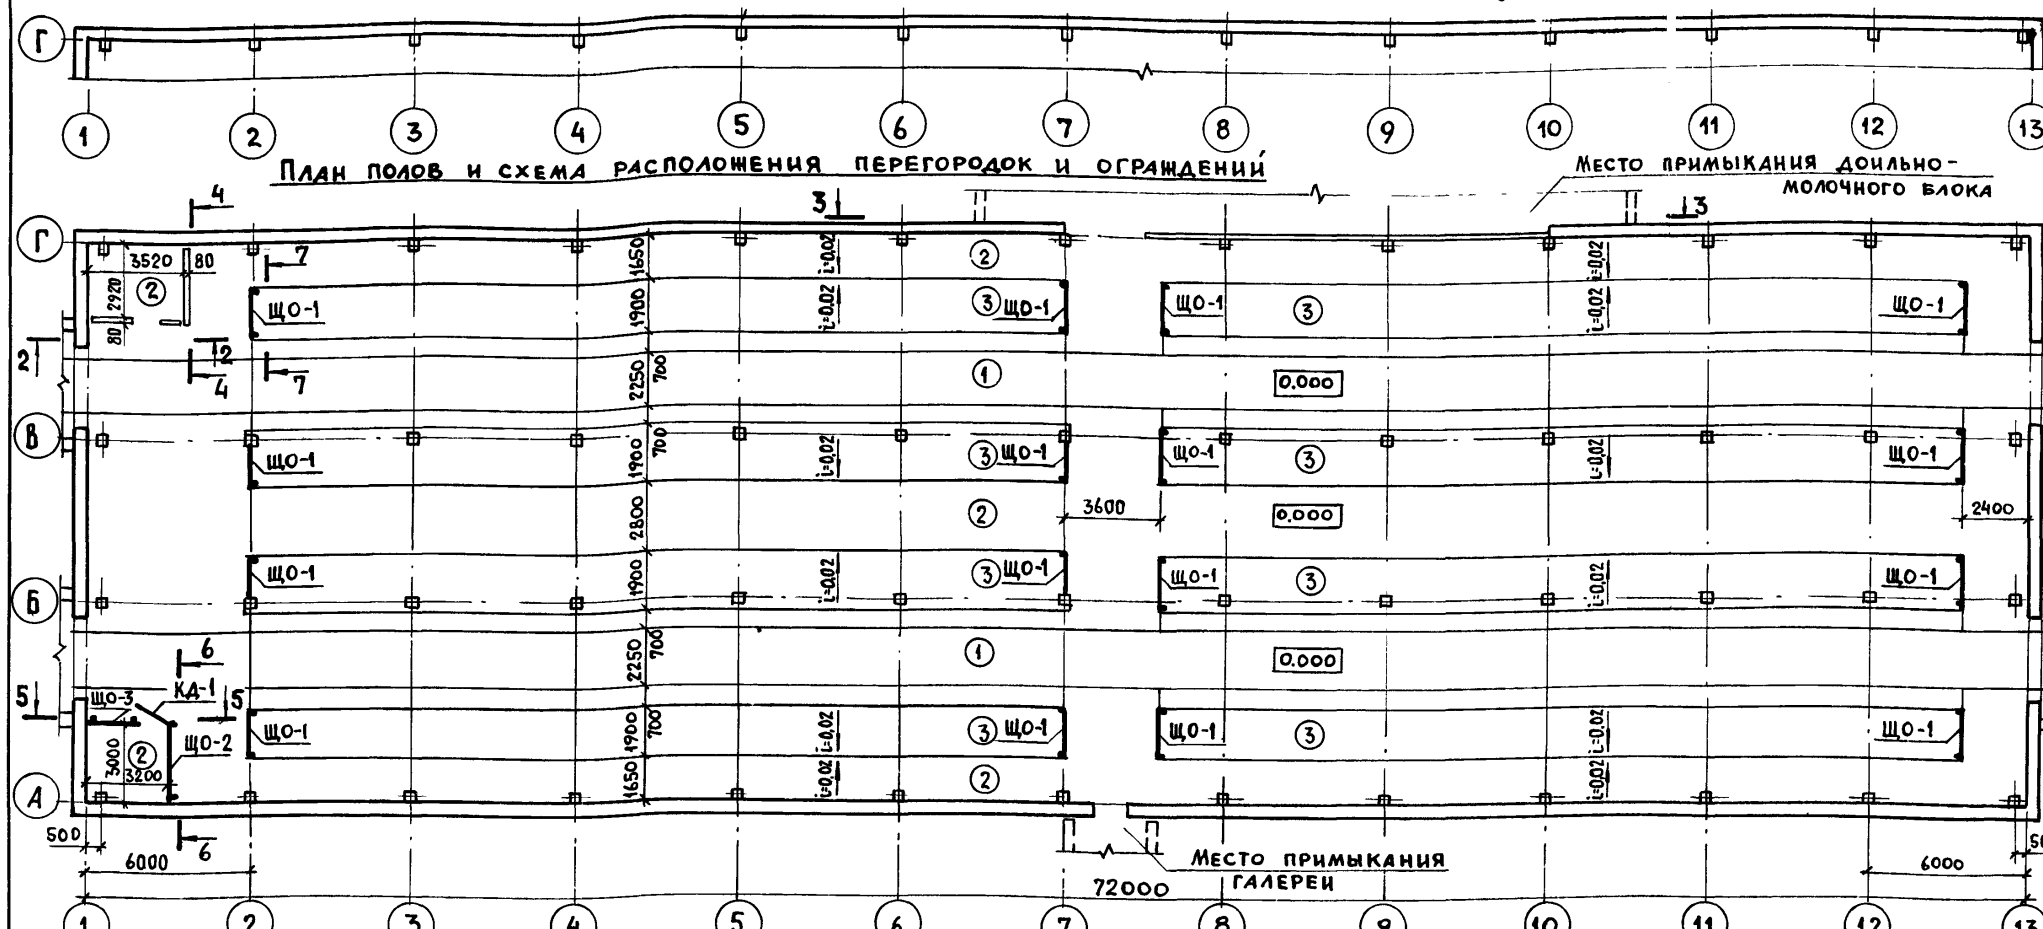 Г
1 2 3 4 5 6 7 8 9 10 11 12 13
План полов и схема расположения перегородок и ограждений
Место примыкания доильно-
молочного блока
4 3 3
Г
3520 80 7 1650 i=0,02 2 i=0,02
2920 2 ЩО-1 1900 i=0,02 3 ЩО-1 ЩО-1 3 i=0,02 ЩО-1
80
2 2 4 7 2250 700 1 0.000
В
ЩО-1 1900 700 i=0,02 3 ЩО-1 ЩО-1 3 i=0,02 ЩО-1
2800 2 3600 0.000 2400
ЩО-1 1900 i=0,02 3 ЩО-1 ЩО-1 3 i=0,02 ЩО-1
Б
6 2250 700 1 0.000
5 ЩО-3 КД-1 5
3000 2 ЩО-2 ЩО-1 1900 700 i=0,02 3 ЩО-1 ЩО-1 3 i=0,02 ЩО-1
3200 1650 i=0,02 2 i=0,02
А
500 6
6000 Место примыкания 6000
72000 галереи
1 2 3 4 5 6 7 8 9 10 11 12 13